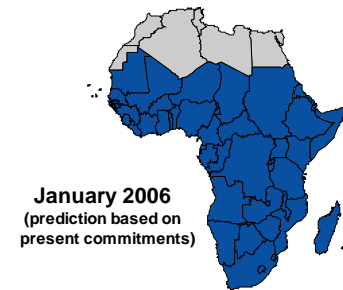 January 2006
(prediction based on
present commitments)